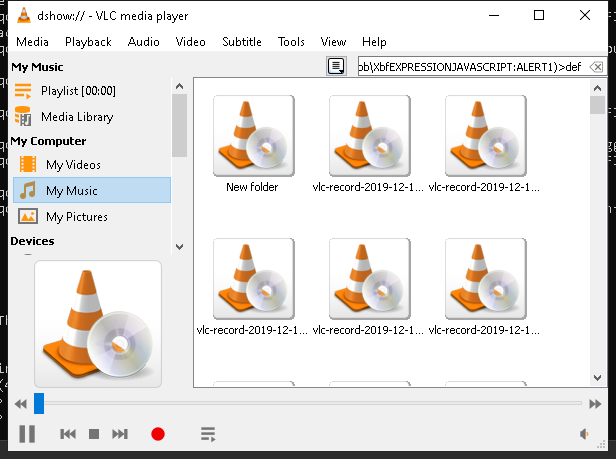 dshow:// - VLC media player
Media Playback Audio Video Subtitle Tools View Help
My Music
ob\XbfEXPRESSIONJAVASCRIPT:ALERT1)>def
Playlist [00:00]
Media Library
My Computer
My Videos
My Music
My Pictures
Devices
New folder
vlc-record-2019-12-1...
vlc-record-2019-12-1...
vlc-record-2019-12-1...
vlc-record-2019-12-1...
vlc-record-2019-12-1...